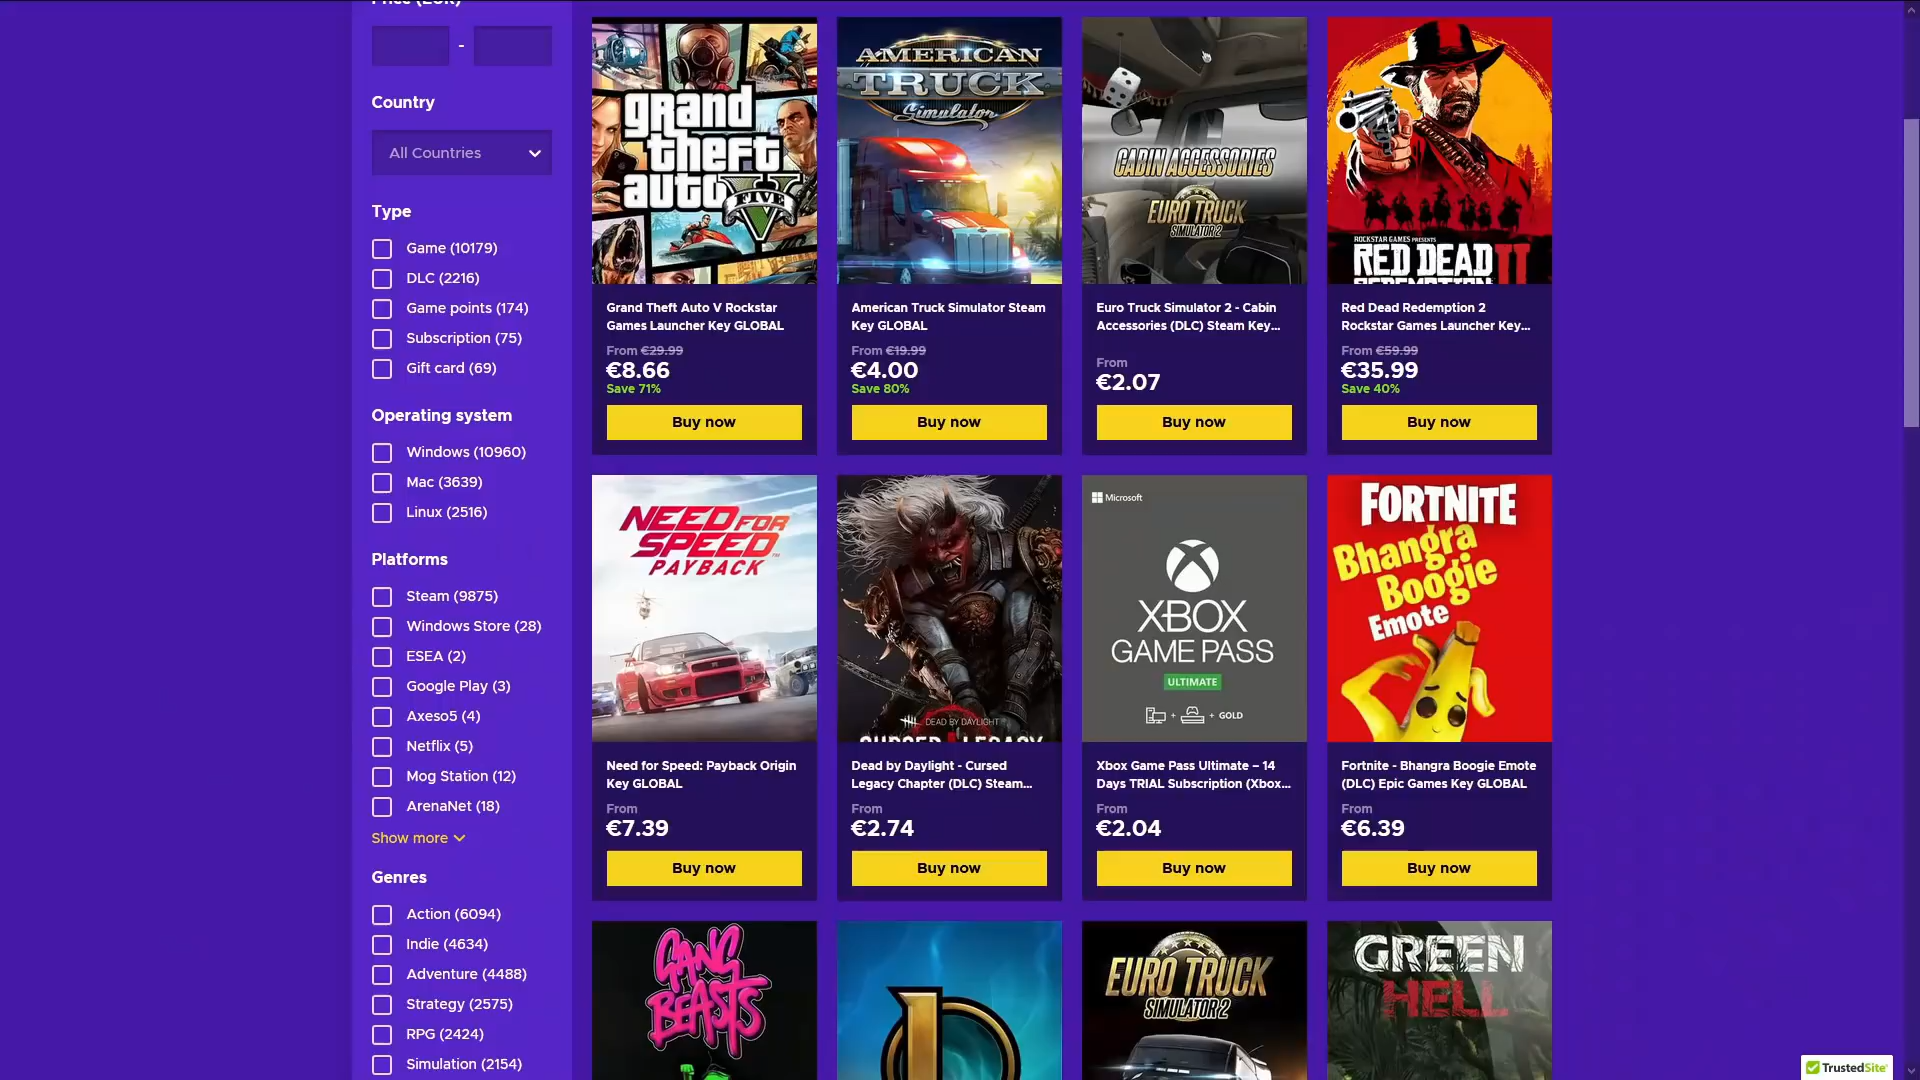 Price (EUR)
-
Country
All Countries
Type
Game (10179)
DLC (2216)
Game points (174)
Subscription (75)
Gift card (69)
Operating system
Windows (10960)
Mac (3639)
Linux (2516)
Platforms
Steam (9875)
Windows Store (28)
ESEA (2)
Google Play (3)
Axeso5 (4)
Netflix (5)
Mog Station (12)
ArenaNet (18)
Show more
Genres
Action (6094)
Indie (4634)
Adventure (4488)
Strategy (2575)
RPG (2424)
Simulation (2154)
grand
theft
auto
FIVE
Grand Theft Auto V Rockstar
Games Launcher Key GLOBAL
From €29.99
€8.66
Save 71%
Buy now
AMERICAN
TRUCK
Simulator
American Truck Simulator Steam
Key GLOBAL
From €19.99
€4.00
Save 80%
Buy now
CABIN ACCESSORIES
EURO TRUCK
SIMULATOR 2
Euro Truck Simulator 2 - Cabin
Accessories (DLC) Steam Key...
From
€2.07
Buy now
ROCKSTAR GAMES PRESENTS
RED DEAD
REDEMPTION II
Red Dead Redemption 2
Rockstar Games Launcher Key...
From €59.99
€35.99
Save 40%
Buy now
NEED FOR
SPEED
PAYBACK
Need for Speed: Payback Origin
Key GLOBAL
From
€7.39
Buy now
DEAD BY DAYLIGHT
CURSED LEGACY
Dead by Daylight - Cursed
Legacy Chapter (DLC) Steam...
From
€2.74
Buy now
Microsoft
XBOX
GAME PASS
ULTIMATE
+ + GOLD
Xbox Game Pass Ultimate – 14
Days TRIAL Subscription (Xbox...
From
€2.04
Buy now
FORTNITE
Bhangra
Boogie
Emote
Fortnite - Bhangra Boogie Emote
(DLC) Epic Games Key GLOBAL
From
€6.39
Buy now
GANG
BEASTS
EURO TRUCK
SIMULATOR 2
GREEN
HELL
TrustedSite